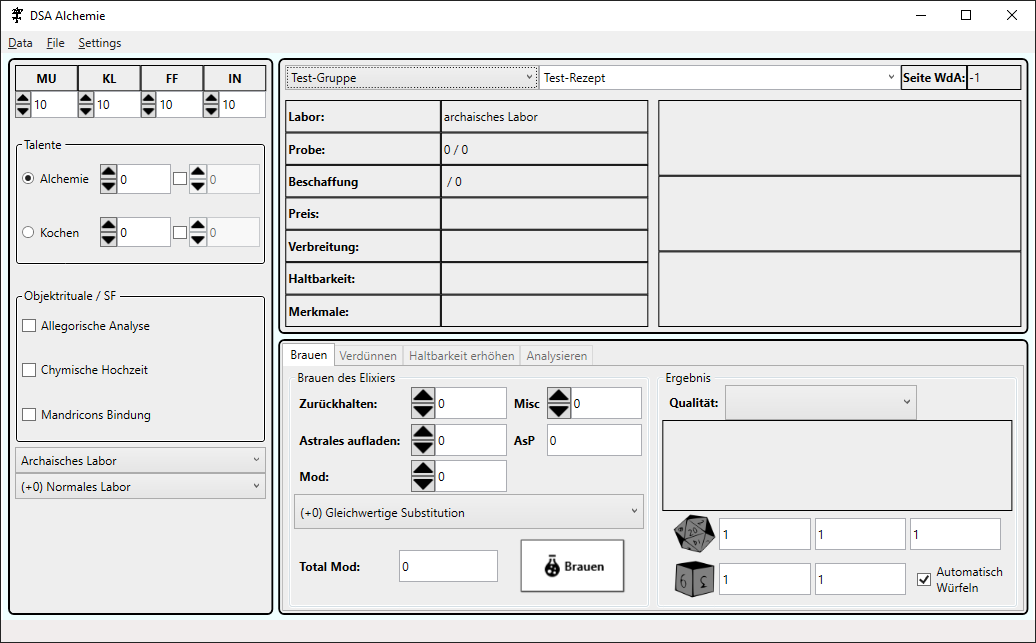 DSA Alchemie
Data File Settings
MU KL FF IN
10 10 10 10
Talente
Alchemie 0 0
Kochen 0 0
Objektrituale / SF
Allegorische Analyse
Chymische Hochzeit
Mandricons Bindung
Archaisches Labor
(+0) Normales Labor
Test-Gruppe Test-Rezept Seite WdA: -1
Labor: archaisches Labor
Probe: 0 / 0
Beschaffung / 0
Preis:
Verbreitung:
Haltbarkeit:
Merkmale:
Brauen Verdünnen Haltbarkeit erhöhen Analysieren
Brauen des Elixiers
Zurückhalten: 0 Misc 0
Astrales aufladen: 0 AsP 0
Mod: 0
(+0) Gleichwertige Substitution
Total Mod: 0 Brauen
Ergebnis
Qualität:
20 1 1 1
6 1 1
Automatisch
Würfeln